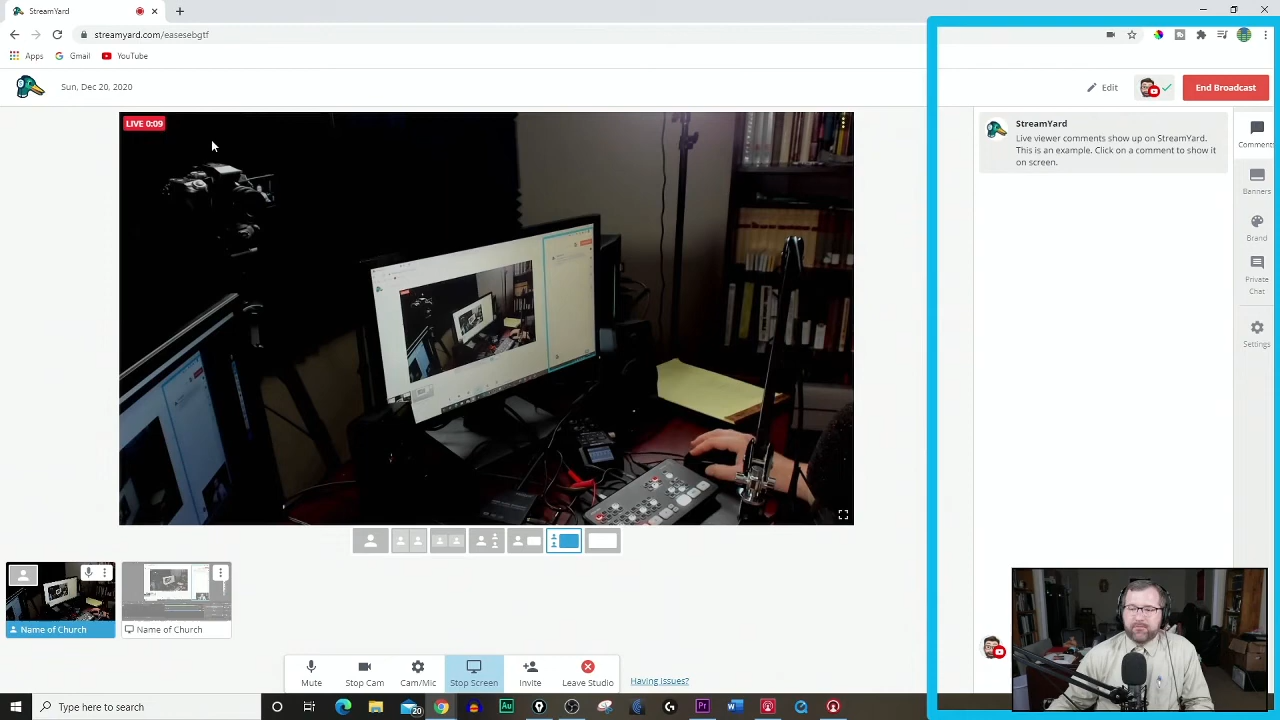 StreamYard
streamyard.com/easesebgtf
Apps
Gmail
YouTube
Sun, Dec 20, 2020
Edit
End Broadcast
LIVE 0:09
StreamYard
Live viewer comments show up on StreamYard.
This is an example. Click on a comment to show it
on screen.
Comments
Banners
Brand
Private
Chat
Settings
Name of Church
Name of Church
Mute
Stop Cam
Cam/Mic
Stop Screen
Invite
Leave Studio
Having Issues?
Type here to search
20
Au
Pr